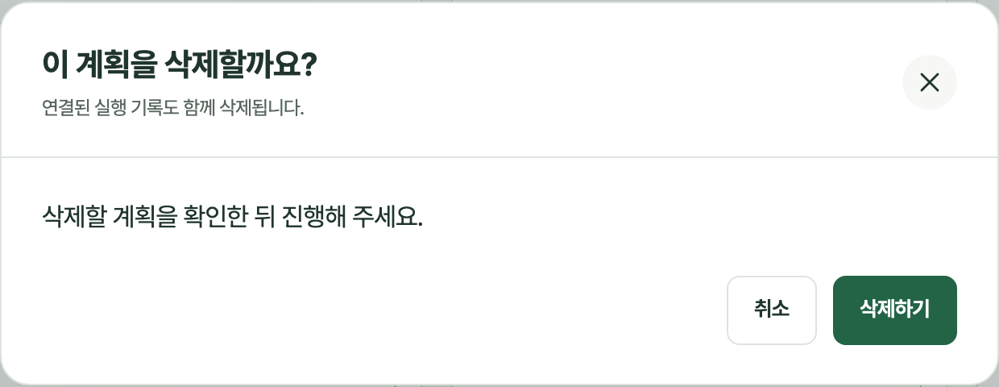 이 계획을 삭제할까요?
연결된 실행 기록도 함께 삭제됩니다.
삭제할 계획을 확인한 뒤 진행해 주세요.
취소
삭제하기